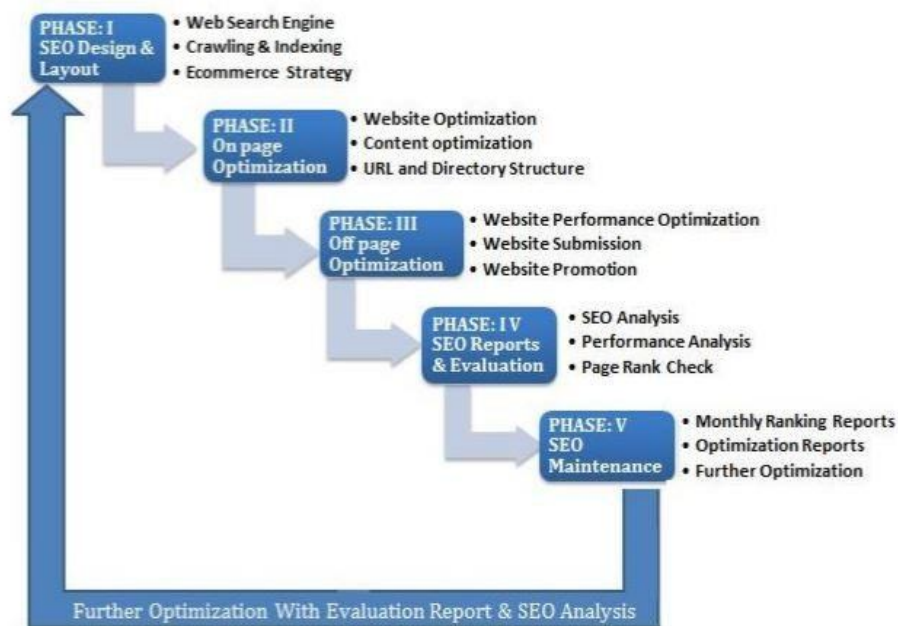 PHASE: I
SEO Design &
Layout
• Web Search Engine
• Crawling & Indexing
• Ecommerce Strategy
PHASE: II
On page
Optimization
• Website Optimization
• Content optimization
• URL and Directory Structure
PHASE: III
Off page
Optimization
• Website Performance Optimization
• Website Submission
• Website Promotion
PHASE: I V
SEO Reports
& Evaluation
• SEO Analysis
• Performance Analysis
• Page Rank Check
PHASE: V
SEO
Maintenance
• Monthly Ranking Reports
• Optimization Reports
• Further Optimization
Further Optimization With Evaluation Report & SEO Analysis